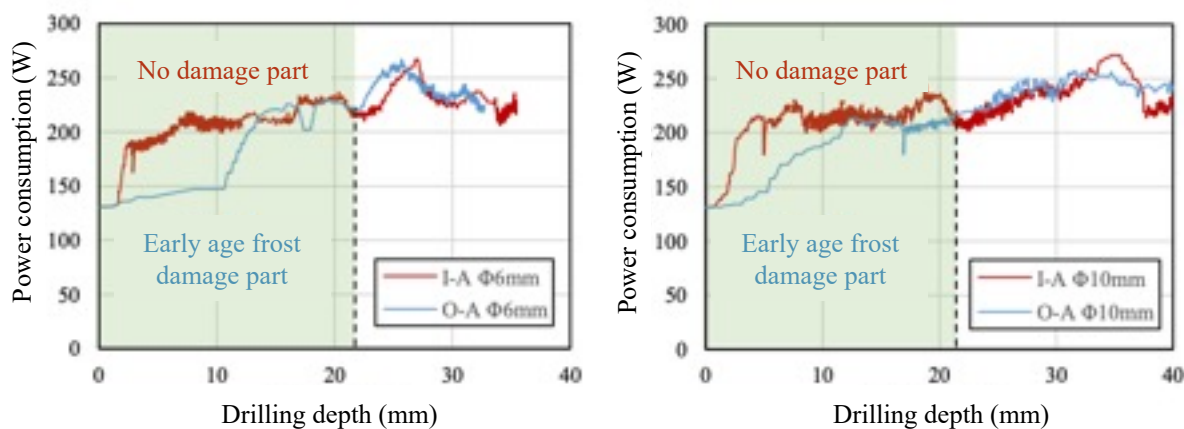 Power consumption (W)
300
250
200
150
100
50
0
No damage part
Early age frost
damage part
I-A Φ6mm
O-A Φ6mm
0 10 20 30 40
Drilling depth (mm)
Power consumption (W)
300
250
200
150
100
50
0
No damage part
Early age frost
damage part
I-A Φ10mm
O-A Φ10mm
0 10 20 30 40
Drilling depth (mm)